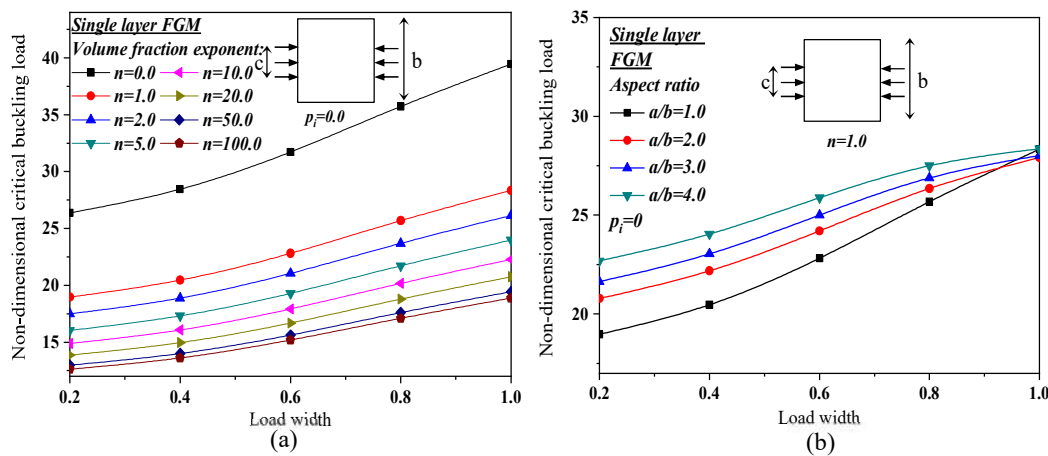 Single layer FGM
Volume fraction exponent:
n=0.0 n=10.0
n=1.0 n=20.0
n=2.0 n=50.0
n=5.0 n=100.0
c
b
p_i=0.0
40
35
30
25
20
15
Non-dimensional critical buckling load
0.2 0.4 0.6 0.8 1.0
Load width
(a)
Single layer
FGM
Aspect ratio
a/b=1.0
a/b=2.0
a/b=3.0
a/b=4.0
p_i=0
c
b
n=1.0
35
30
25
20
Non-dimensional critical buckling load
0.2 0.4 0.6 0.8 1.0
Load width
(b)